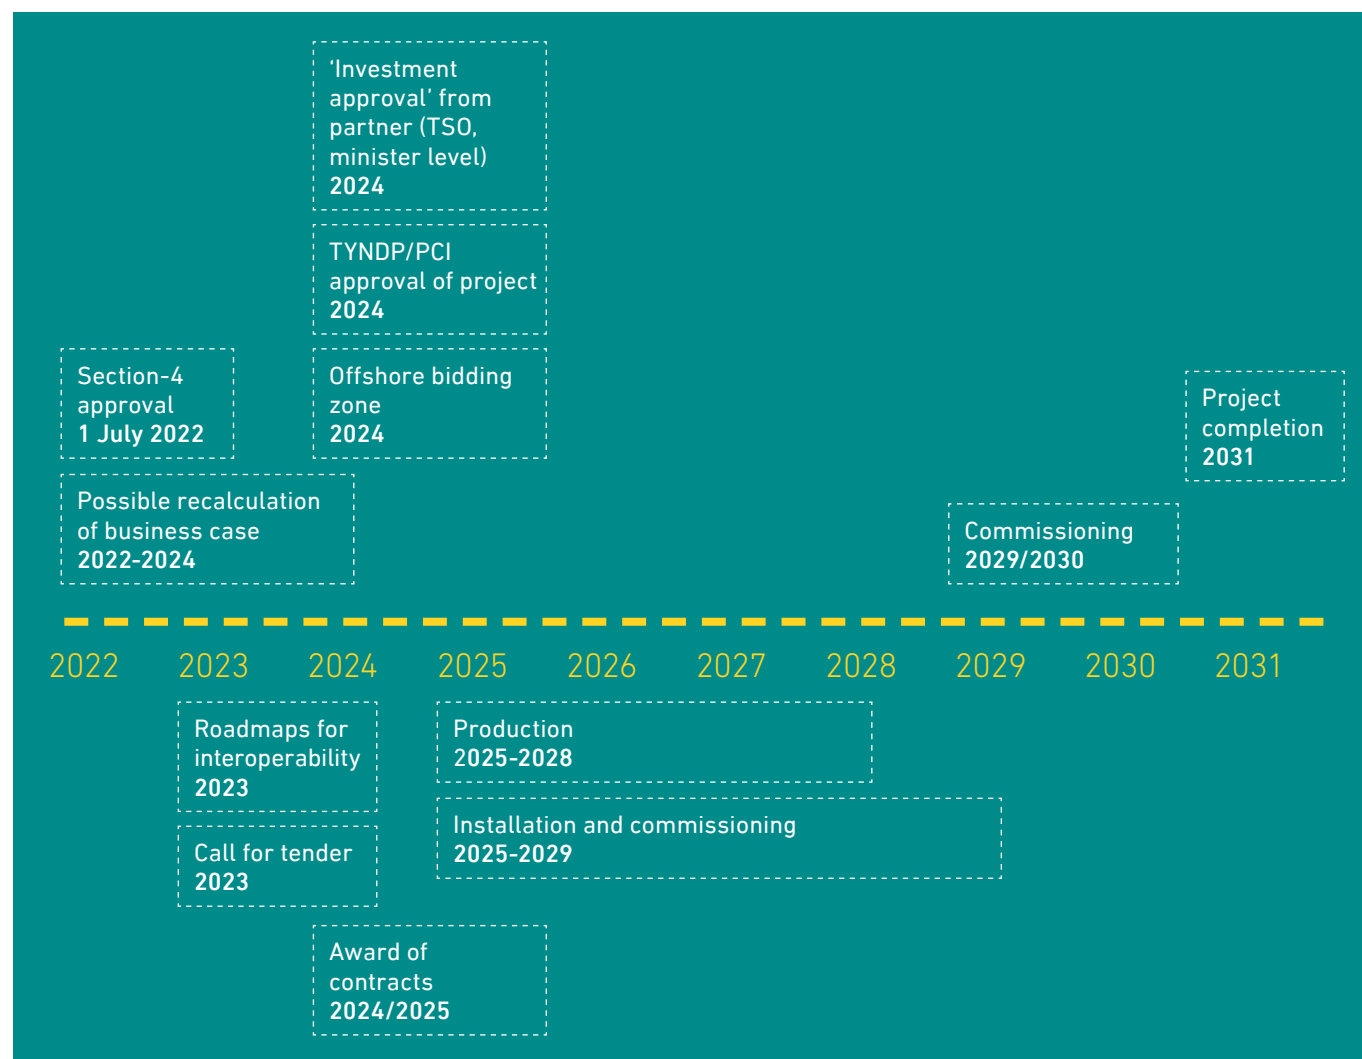 ‘Investment
approval’ from
partner (TSO,
minister level)
2024
TYNDP/PCI
approval of project
2024
Section-4
approval
1 July 2022
Offshore bidding
zone
2024
Project
completion
2031
Possible recalculation
of business case
2022-2024
Commissioning
2029/2030
2022 2023 2024 2025 2026 2027 2028 2029 2030 2031
Roadmaps for
interoperability
2023
Production
2025-2028
Installation and commissioning
2025-2029
Call for tender
2023
Award of
contracts
2024/2025